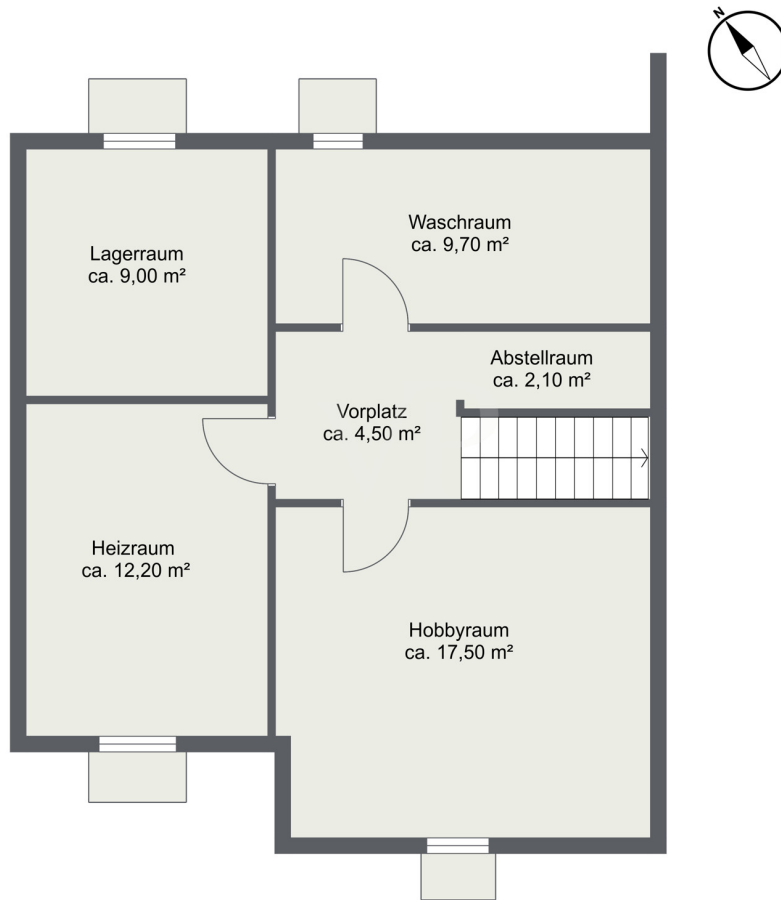 N
Lagerraum
ca. 9,00 m²
Waschraum
ca. 9,70 m²
Abstellraum
ca. 2,10 m²
Vorplatz
ca. 4,50 m²
Heizraum
ca. 12,20 m²
Hobbyraum
ca. 17,50 m²